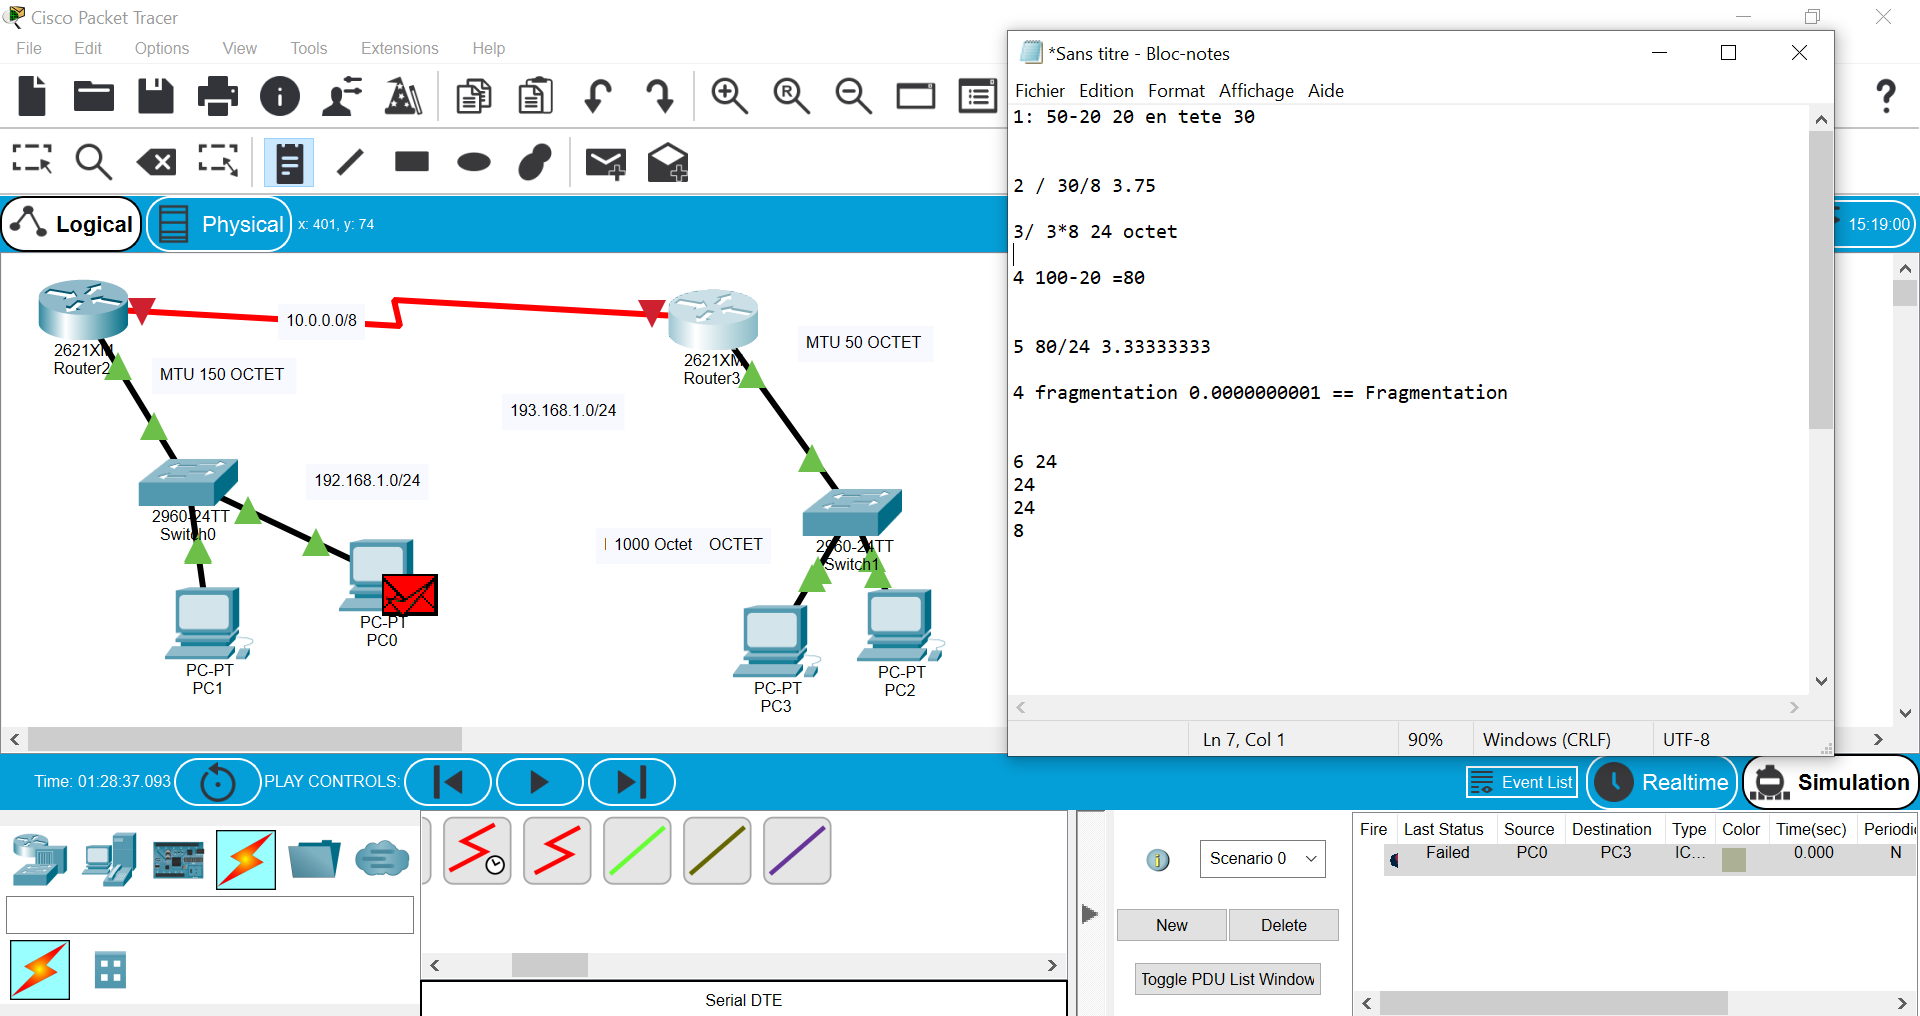 Cisco Packet Tracer
File Edit Options View Tools Extensions Help
Logical Physical x: 401, y: 74
15:19:00
10.0.0.0/8
2621XM
Router2
MTU 150 OCTET
2621XM
Router3
MTU 50 OCTET
193.168.1.0/24
192.168.1.0/24
2960-24TT
Switch0
1000 Octet OCTET
2960-24TT
Switch1
PC-PT
PC0
PC-PT
PC1
PC-PT
PC3
PC-PT
PC2
*Sans titre - Bloc-notes
Fichier Edition Format Affichage Aide
1: 50-20 20 en tete 30
2 / 30/8 3.75
3/ 3*8 24 octet
4 100-20 =80
5 80/24 3.33333333
4 fragmentation 0.0000000001 == Fragmentation
6 24
24
24
8
Ln 7, Col 1 90% Windows (CRLF) UTF-8
Time: 01:28:37.093 PLAY CONTROLS:
Event List Realtime Simulation
Serial DTE
Scenario 0
New Delete
Toggle PDU List Window
Fire Last Status Source Destination Type Color Time(sec) Periodic
Failed PC0 PC3 IC... 0.000 N